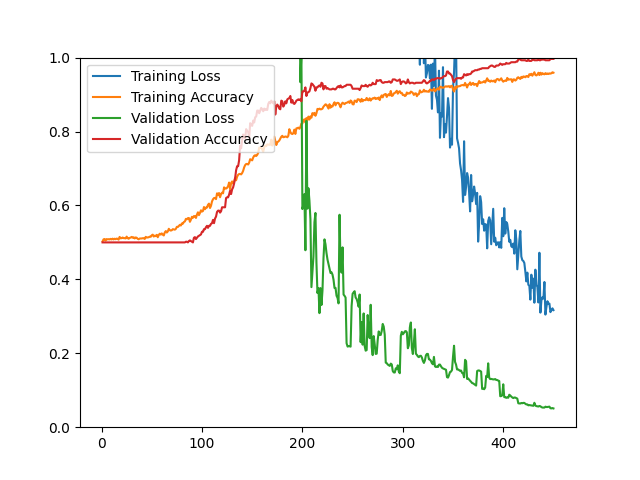 Training Loss
Training Accuracy
Validation Loss
Validation Accuracy
1.0
0.8
0.6
0.4
0.2
0.0
0 100 200 300 400